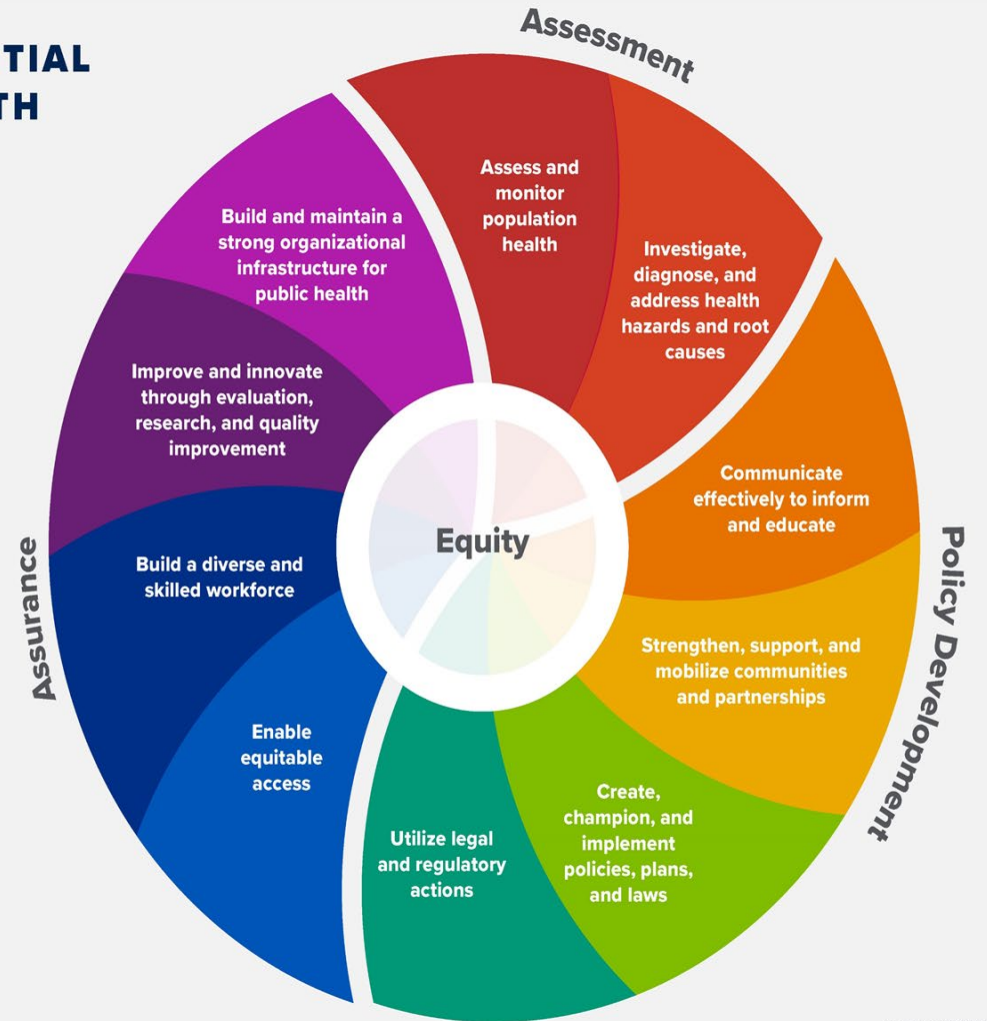 TIAL
TH
Assessment
Assess and
monitor
population
health
Investigate,
diagnose, and
address health
hazards and root
causes
Communicate
effectively to inform
and educate
Strengthen, support, and
mobilize communities
and partnerships
Policy Development
Create,
champion, and
implement
policies, plans,
and laws
Utilize legal
and regulatory
actions
Enable
equitable
access
Build a diverse and
skilled workforce
Assurance
Improve and innovate
through evaluation,
research, and quality
improvement
Build and maintain a
strong organizational
infrastructure for
public health
Equity